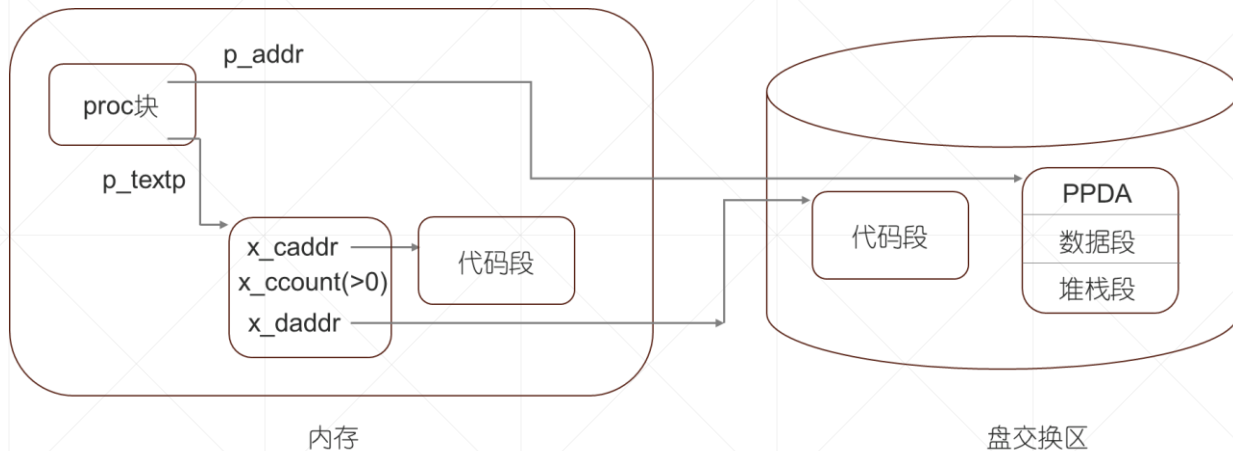 p_addr
proc块
p_textp
x_caddr
x_ccount(>0)
x_daddr
代码段
代码段
PPDA
数据段
堆栈段
内存
盘交换区